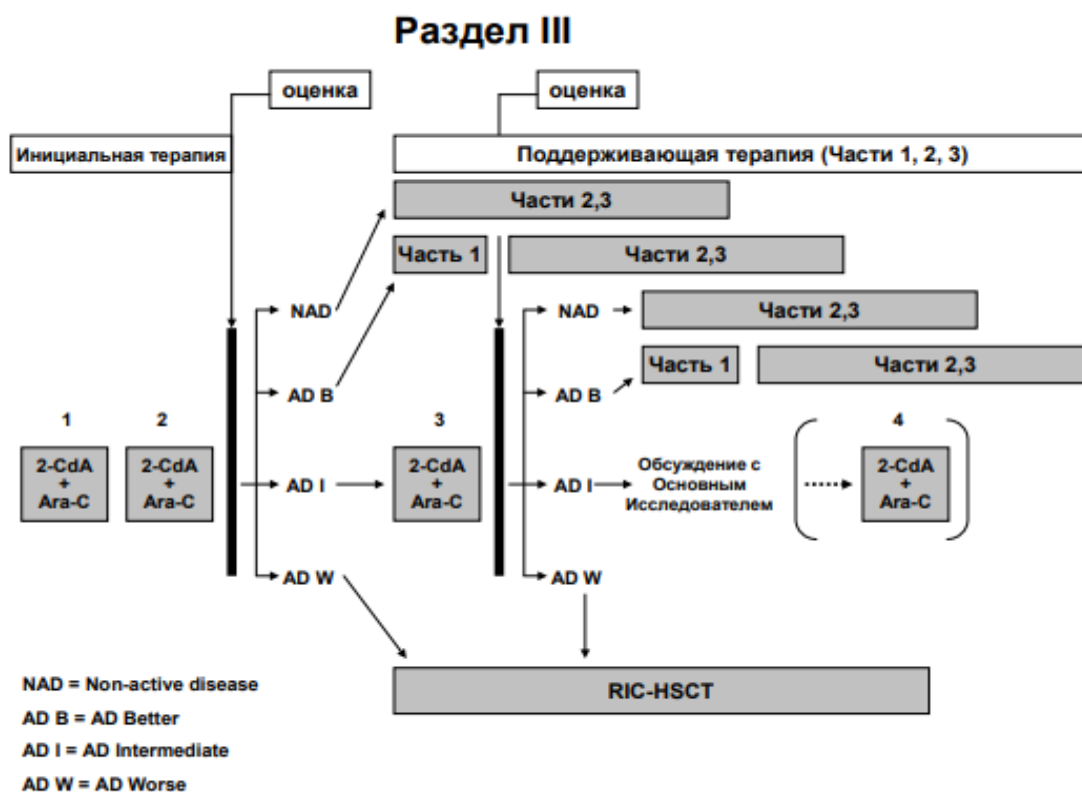 Раздел III
оценка
оценка
Инициальная терапия
Поддерживающая терапия (Части 1, 2, 3)
Части 2,3
Часть 1
Части 2,3
NAD
NAD
Части 2,3
Часть 1
Части 2,3
AD B
AD B
1
2
3
4
2-CdA
+
Ara-C
2-CdA
+
Ara-C
AD I
2-CdA
+
Ara-C
AD I
Обсуждение с
Основным
Исследователем
2-CdA
+
Ara-C
AD W
AD W
RIC-HSCT
NAD = Non-active disease
AD B = AD Better
AD I = AD Intermediate
AD W = AD Worse